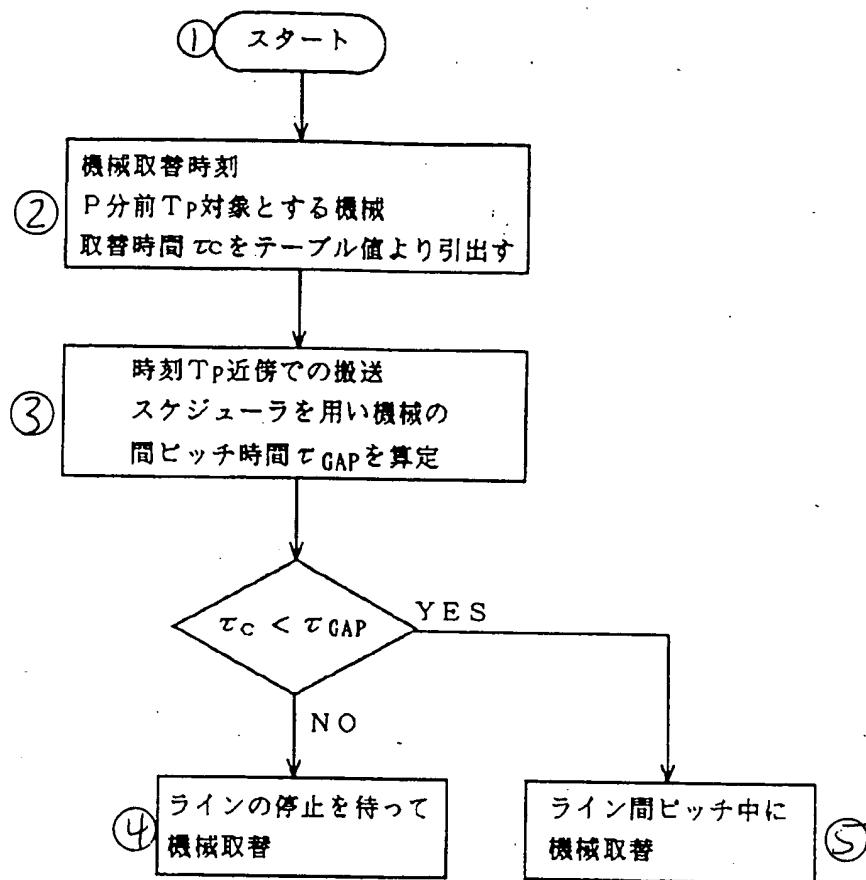 ① スタート
②
機械取替時刻
P分前TP対象とする機械
取替時間τCをテーブル値より引出す
③
時刻TP近傍での搬送
スケジューラを用い機械の
間ピッチ時間τGAPを算定
τC < τGAP
YES
NO
④
ラインの停止を待って
機械取替
ライン間ピッチ中に
機械取替
⑤